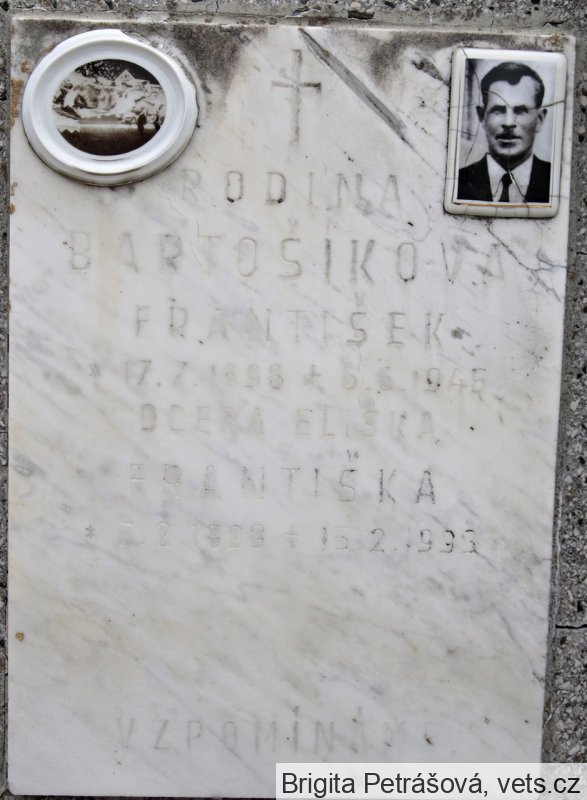 RODINA
BARTOŠÍKOVA
FRANTIŠEK
* 17.7.1898 + 6.6.1945
DCERA ELIŠKA
FRANTIŠKA
* 7.2.1899 + 15.2.1993
VZPOMÍNÁME
Brigita Petrášová, vets.cz